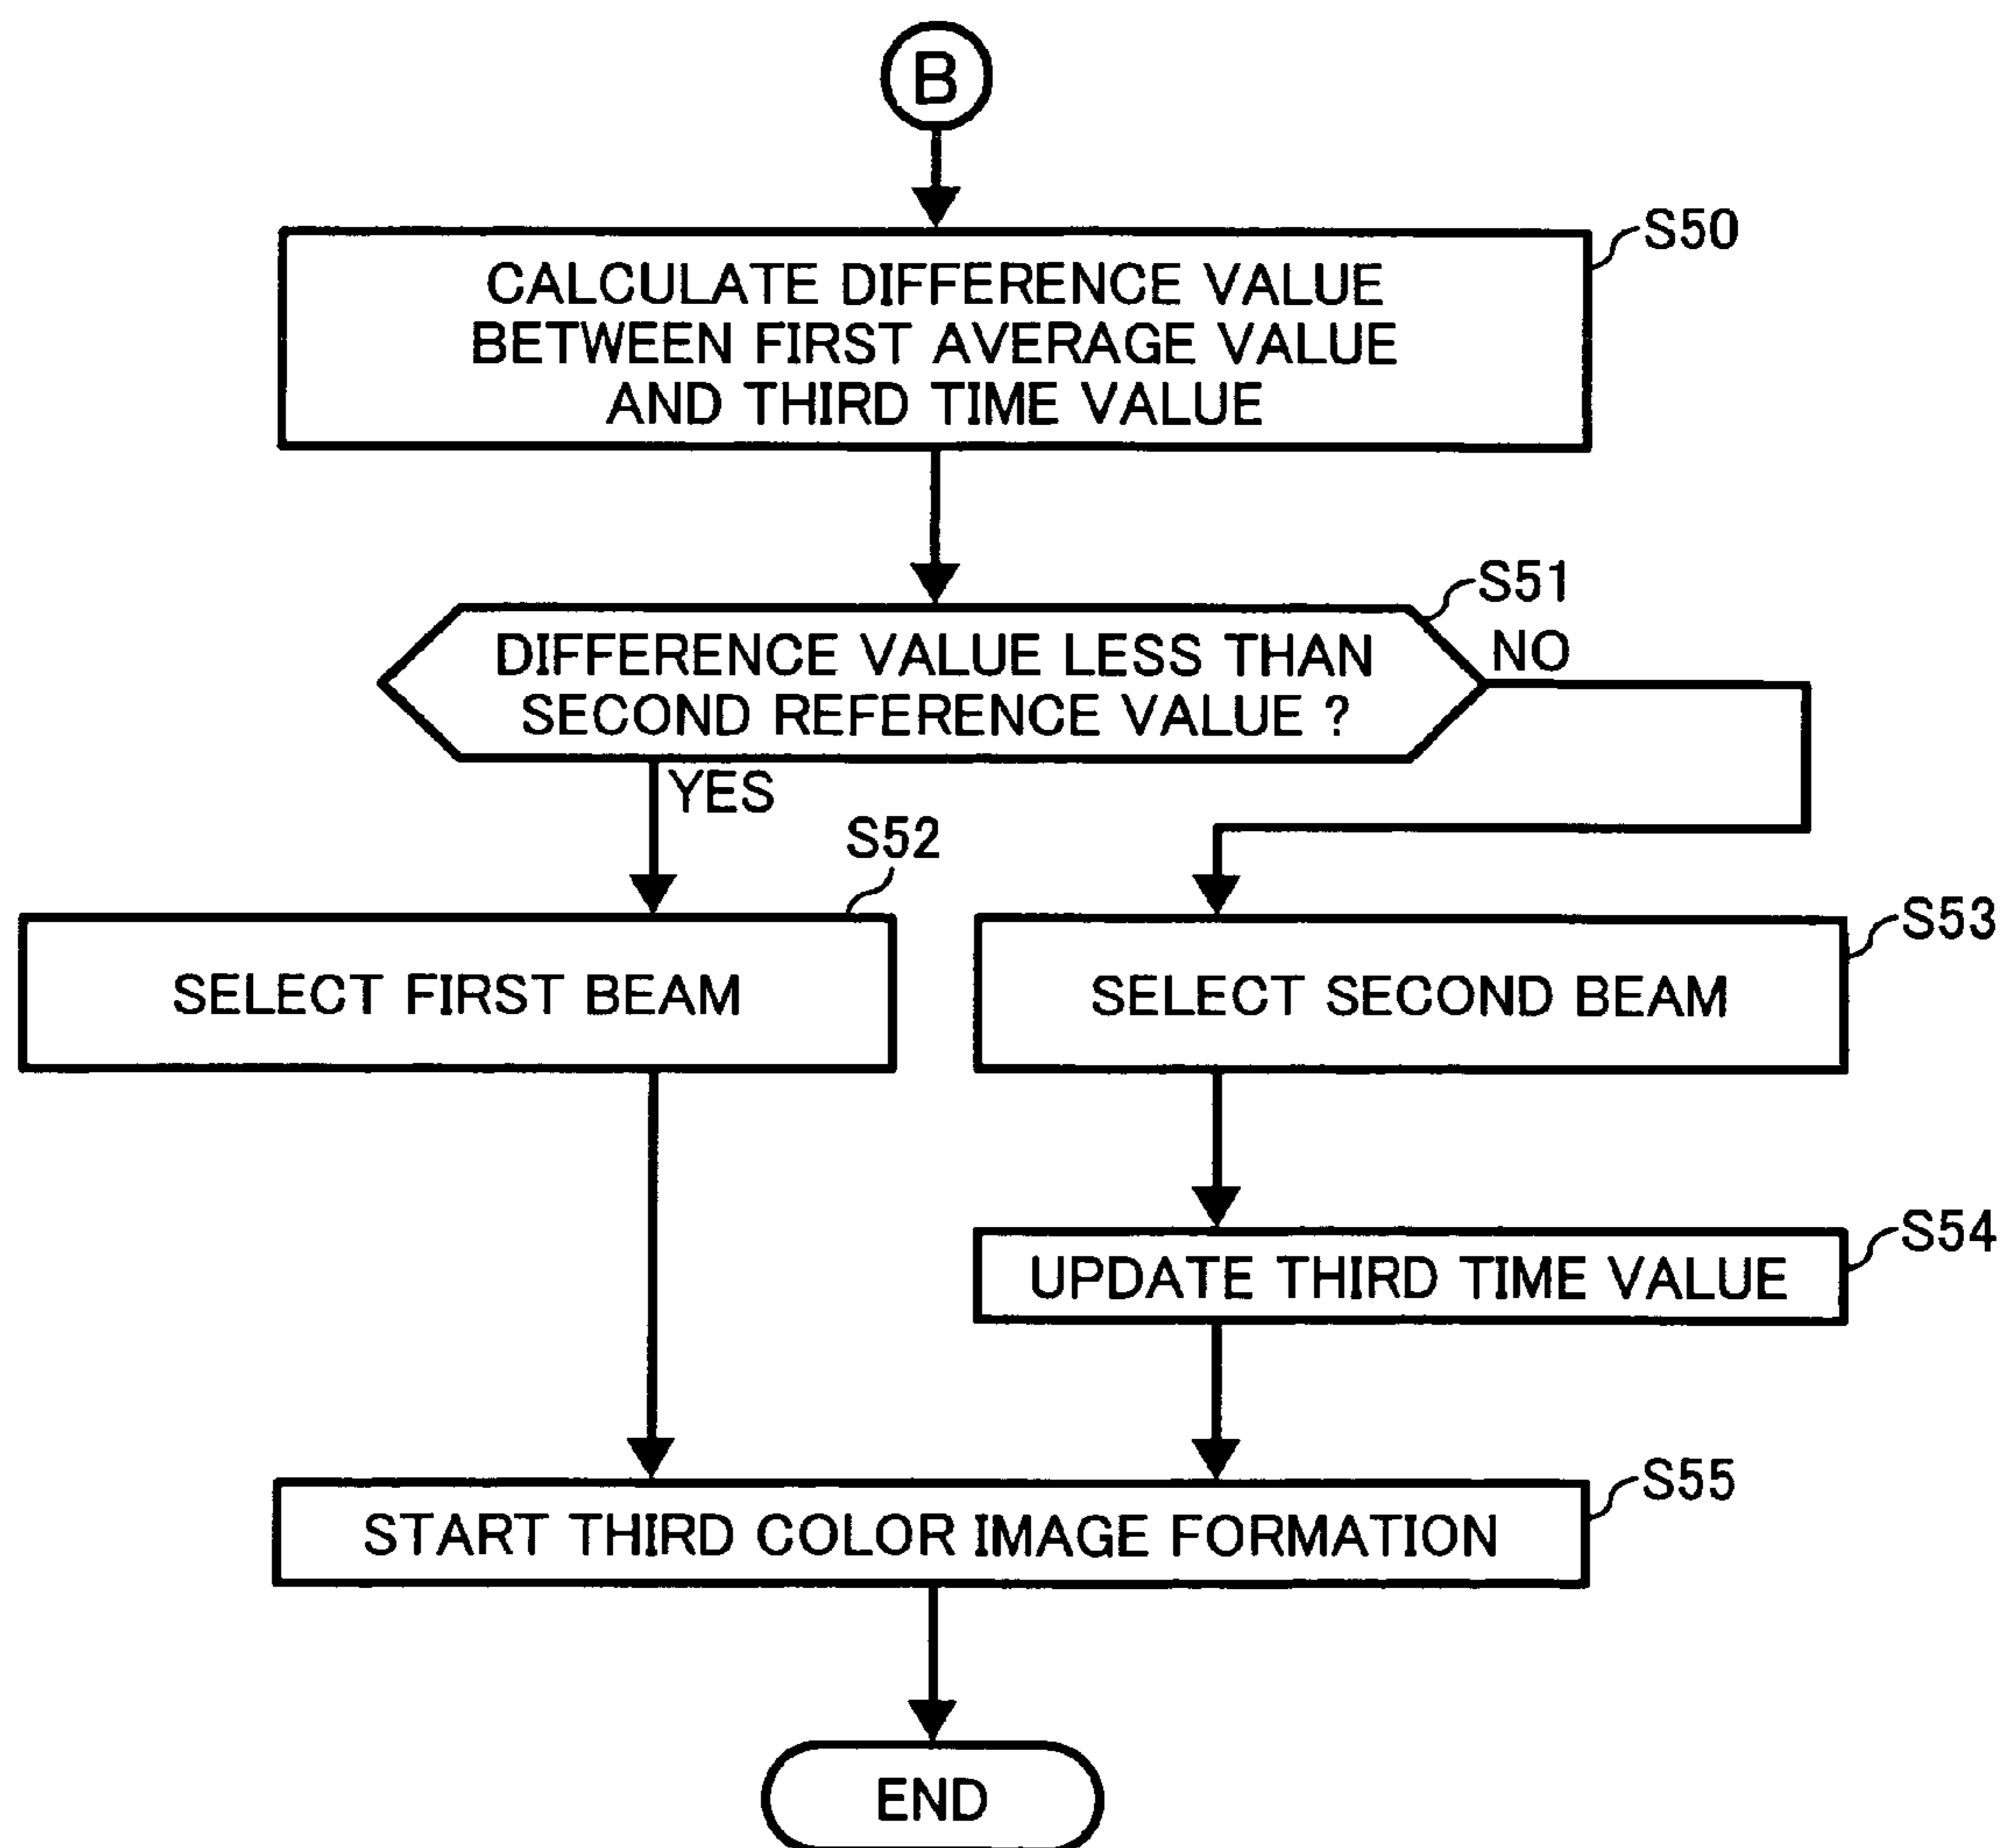 B
S50
CALCULATE DIFFERENCE VALUE
BETWEEN FIRST AVERAGE VALUE
AND THIRD TIME VALUE
S51
DIFFERENCE VALUE LESS THAN
SECOND REFERENCE VALUE ?
NO
YES
S52
SELECT FIRST BEAM
S53
SELECT SECOND BEAM
S54
UPDATE THIRD TIME VALUE
S55
START THIRD COLOR IMAGE FORMATION
END